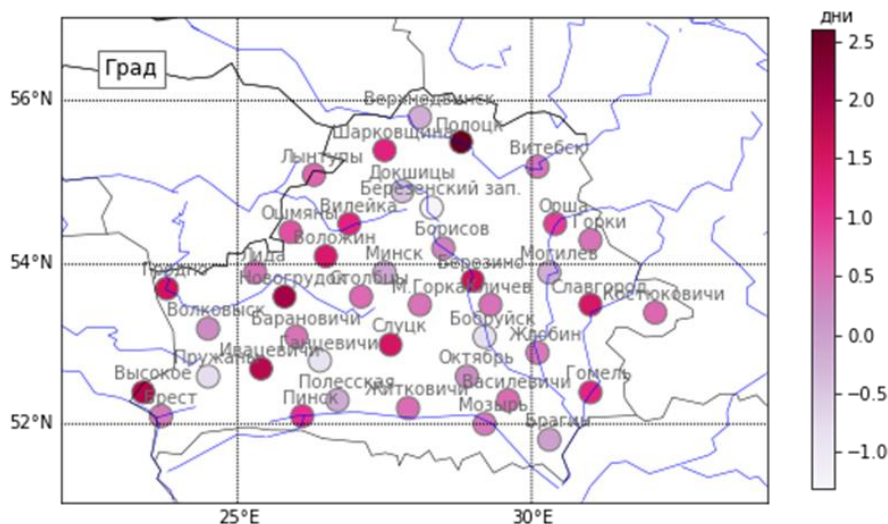 дни
Град
56°N
54°N
52°N
25°E
30°E
2.5
2.0
1.5
1.0
0.5
0.0
−0.5
−1.0
Верхнедвинск
Полоцк
Шарковщина
Витебск
Лынтупы
Докшицы
Березенский зап.
Вилейка
Орша
Ошмяны
Горки
Борисов
Воложин
Минск
Могилев
Лида
Березино
Гродно
Новогрудок
Столбцы
М.Горка
Кличев
Славгород
Костюковичи
Волковыск
Барановичи
Слуцк
Бобруйск
Жлобин
Ганцевичи
Пружаны
Ивацевичи
Октябрь
Высокое
Гомель
Полесская
Житковичи
Василевичи
Брест
Пинск
Мозырь
Брагин